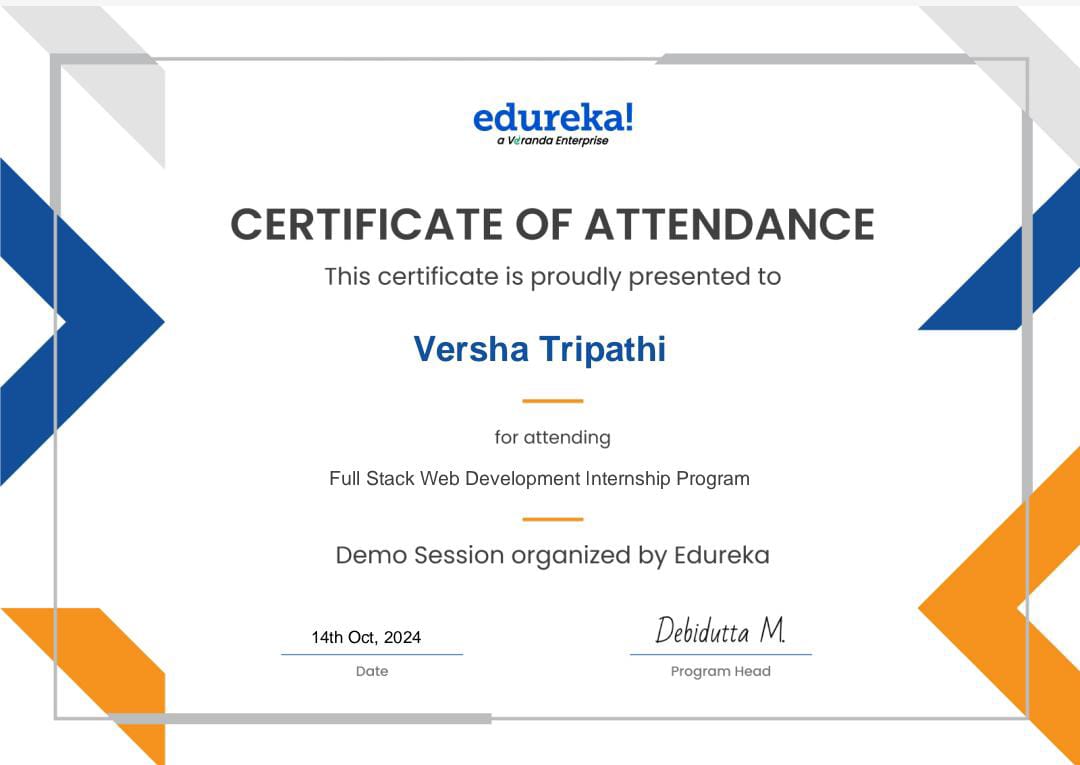 edureka!
a Veranda Enterprise
CERTIFICATE OF ATTENDANCE
This certificate is proudly presented to
Versha Tripathi
for attending
Full Stack Web Development Internship Program
Demo Session organized by Edureka
14th Oct, 2024
Debidutta M.
Date
Program Head